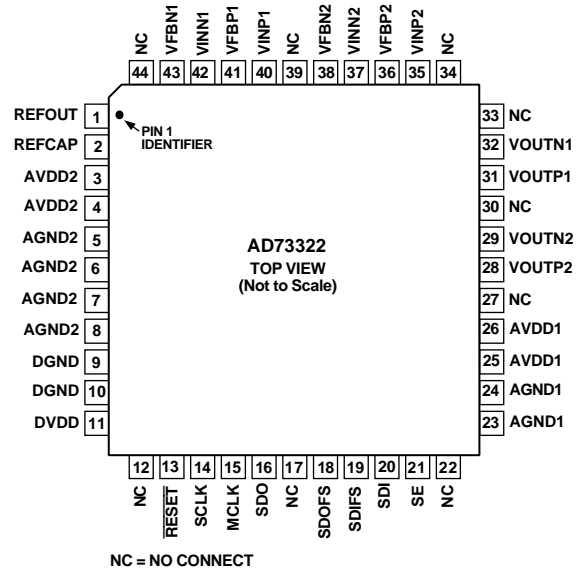 NC VFBN1 VINN1 VFBP1 VINP1 NC VFBN2 VINN2 VFBP2 VINP2 NC
44 43 42 41 40 39 38 37 36 35 34
REFOUT 1
REFCAP 2
AVDD2 3
AVDD2 4
AGND2 5
AGND2 6
AGND2 7
AGND2 8
DGND 9
DGND 10
DVDD 11
PIN 1
IDENTIFIER
AD73322
TOP VIEW
(Not to Scale)
33 NC
32 VOUTN1
31 VOUTP1
30 NC
29 VOUTN2
28 VOUTP2
27 NC
26 AVDD1
25 AVDD1
24 AGND1
23 AGND1
12 13 14 15 16 17 18 19 20 21 22
NC RESET SCLK MCLK SDO NC SDOFS SDIFS SDI SE NC
NC = NO CONNECT